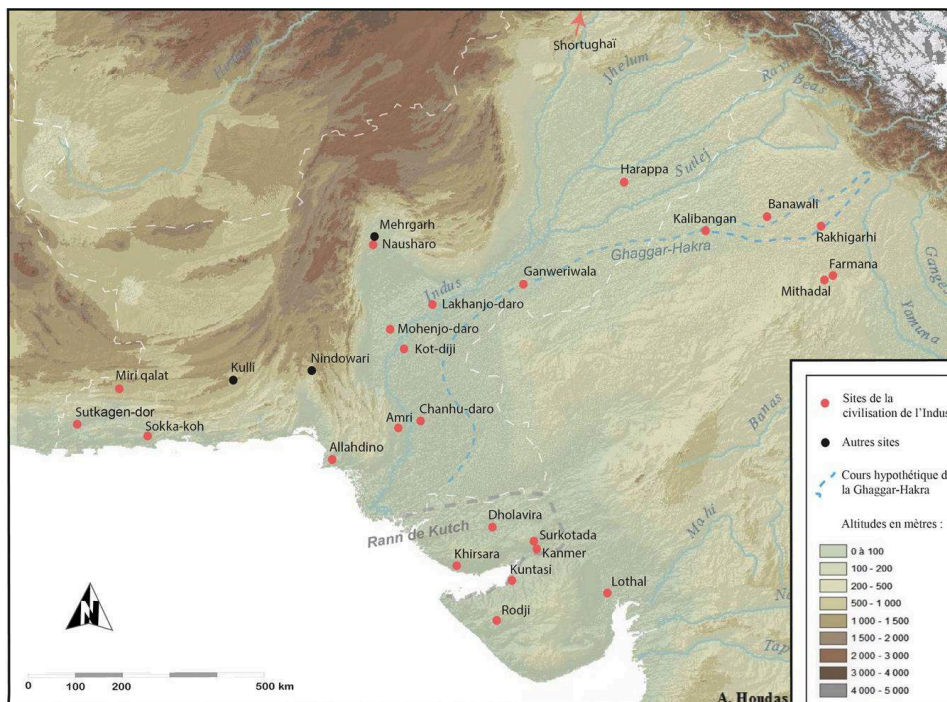 Shortughaï
Jhelum
Ravi
Beas
Sutlej
Harappa
Banawali
Kalibangan
Rakhigarhi
Mehrgarh
Nausharo
Ghaggar-Hakra
Farmana
Ganges
Ganweriwala
Mithadal
Indus
Yamuna
Lakhanjo-daro
Mohenjo-daro
Kot-diji
Kulli
Nindowari
Miri qalat
Sutkagen-dor
Sokka-koh
Amri
Chanhu-daro
Banas
Allahdino
Mahi
Rann de Kutch
Dholavira
Surkotada
Kanmer
Khirsara
Kuntasi
Lothal
Rodji
N
0 100 200 500 km
Sites de la
civilisation de l'Indus
Autres sites
Cours hypothétique d
la Ghaggar-Hakra
Altitudes en mètres :
0 à 100
100 - 200
200 - 500
500 - 1 000
1 000 - 1 500
1 500 - 2 000
2 000 - 3 000
3 000 - 4 000
4 000 - 5 000
A. Houdas